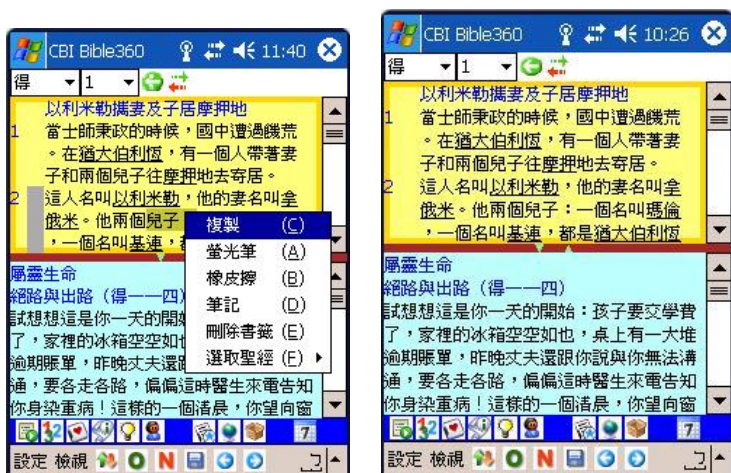 CBI Bible360 11:40
得 1
以利米勒攜妻及子居摩押地
1 當士師秉政的時候，國中遭遇饑荒
。在猶大伯利恆，有一個人帶著妻
子和兩個兒子往摩押地去寄居。
2 這人名叫以利米勒，他的妻名叫拿
俄米。他兩個兒子
，一個名叫基連，
複製 (C)
螢光筆 (A)
橡皮擦 (B)
筆記 (D)
刪除書籤 (E)
選取聖經 (F)
屬靈生命
絕路與出路（得一一四）
試想想這是你一天的開始
了，家裡的冰箱空空如也
逾期賬單，昨晚丈夫還跟
通，要各走各路，偏偏這時醫生來電告知
你身染重病！這樣的一個清晨，你望向窗
7
設定 檢視 O N
CBI Bible360 10:26
得 1
以利米勒攜妻及子居摩押地
1 當士師秉政的時候，國中遭遇饑荒
。在猶大伯利恆，有一個人帶著妻
子和兩個兒子往摩押地去寄居。
2 這人名叫以利米勒，他的妻名叫拿
俄米。他兩個兒子：一個名叫瑪倫
，一個名叫基連，都是猶大伯利恆
屬靈生命
絕路與出路（得一一四）
試想想這是你一天的開始：孩子要交學費
了，家裡的冰箱空空如也，桌上有一大堆
逾期賬單，昨晚丈夫還跟你說與你無法溝
通，要各走各路，偏偏這時醫生來電告知
你身染重病！這樣的一個清晨，你望向窗
7
設定 檢視 O N